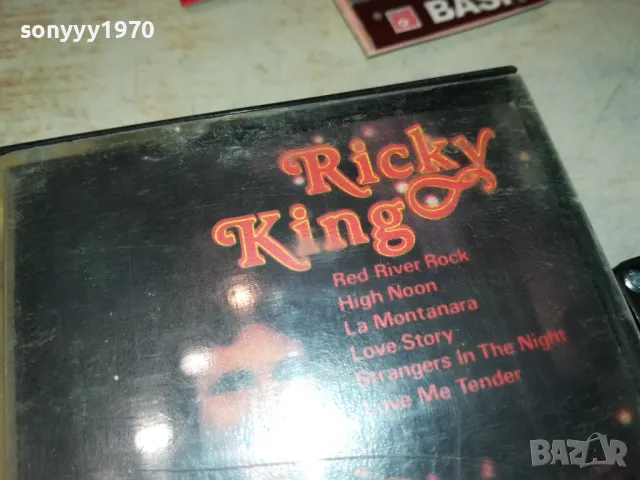 sonyyy1970
BAS
Ricky
King
Red River Rock
High Noon
La Montanara
Love Story
Strangers In The Night
Love Me Tender
BAZAR